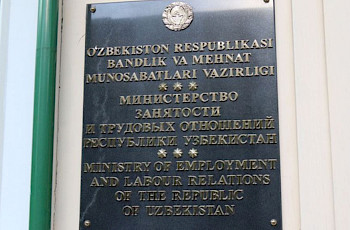 O'ZBEKISTON RESPUBLIKASI
BANDLIK VA MEHNAT
MUNOSABATLARI VAZIRLIGI
МИНИСТЕРСТВО
ЗАНЯТОСТИ
И ТРУДОВЫХ ОТНОШЕНИЙ
РЕСПУБЛИКИ УЗБЕКИСТАН
MINISTRY OF EMPLOYMENT
AND LABOUR RELATIONS
OF THE REPUBLIC
OF UZBEKISTAN